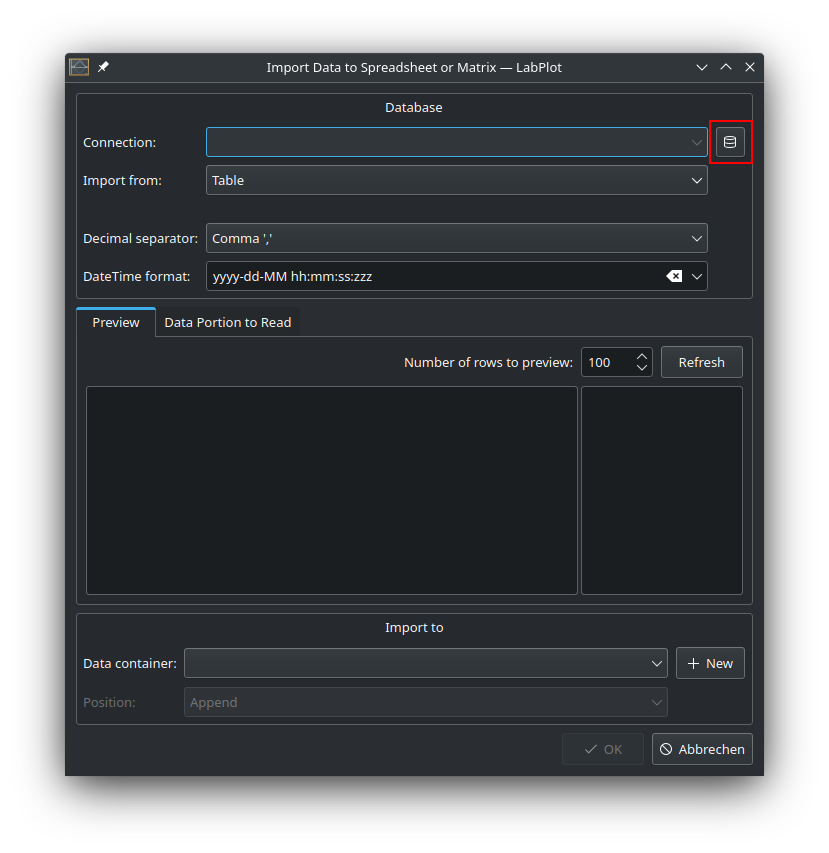 Import Data to Spreadsheet or Matrix — LabPlot
Database
Connection:
Import from: Table
Decimal separator: Comma ','
DateTime format: yyyy-dd-MM hh:mm:ss:zzz
Preview Data Portion to Read
Number of rows to preview: 100 Refresh
Import to
Data container: New
Position: Append
OK Abbrechen